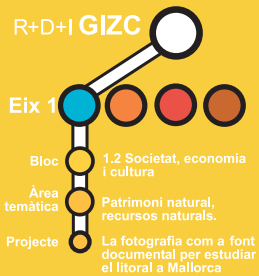 R+D+I GIZC
Eix 1
Bloc
1.2 Societat, economia
i cultura
Àrea
temàtica
Patrimoni natural,
recursos naturals.
Projecte
La fotografia com a font
documental per estudiar
el litoral a Mallorca